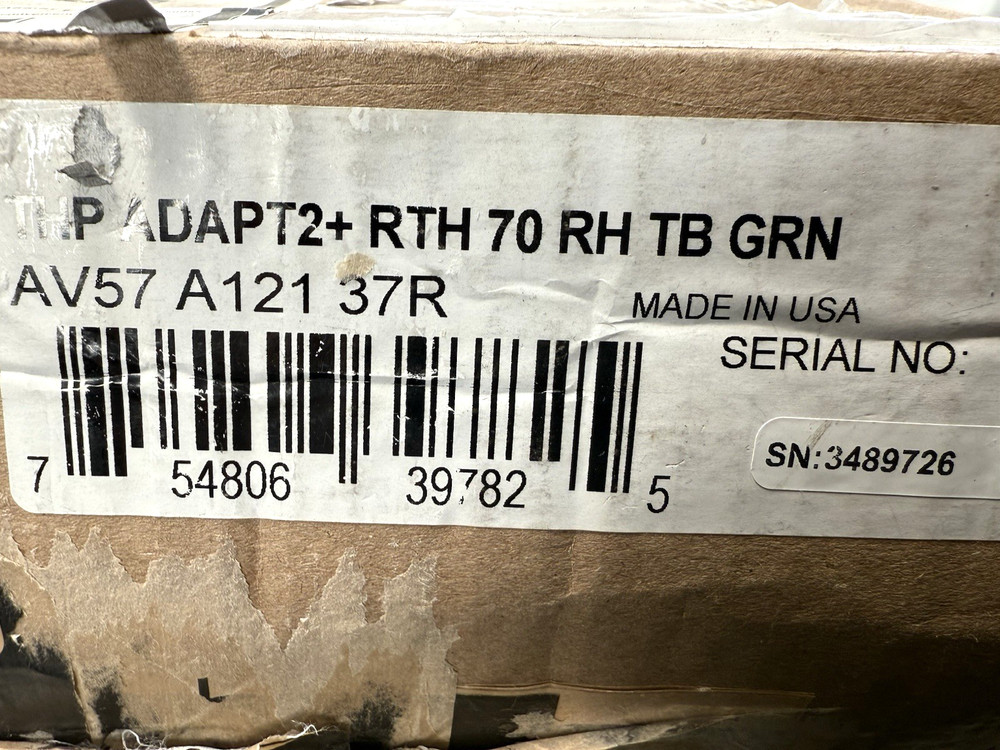 THP ADAPT2+ RTH 70 RH TB GRN
AV57 A121 37R
MADE IN USA
SERIAL NO:
SN:3489726
7 54806 39782 5